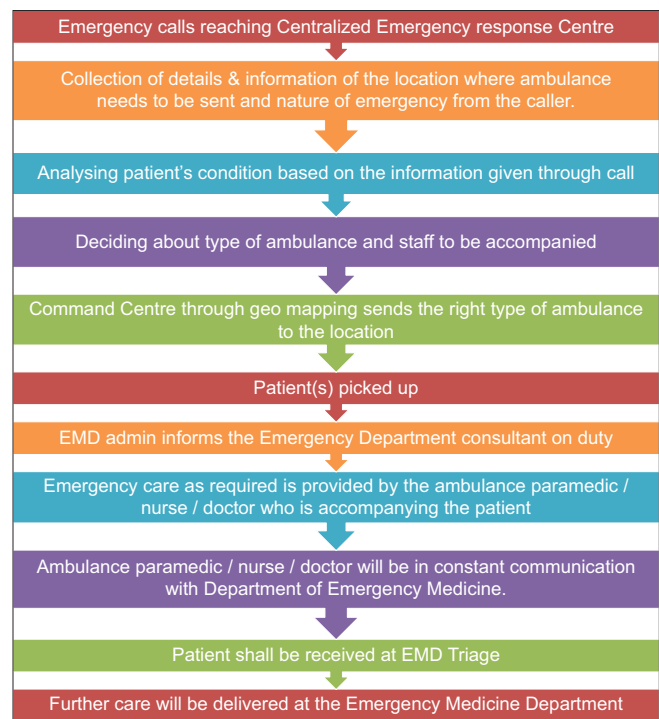 Emergency calls reaching Centralized Emergency response Centre
Collection of details & information of the location where ambulance
needs to be sent and nature of emergency from the caller.
Analysing patient's condition based on the information given through call
Deciding about type of ambulance and staff to be accompanied
Command Centre through geo mapping sends the right type of ambulance
to the location
Patient(s) picked up
EMD admin informs the Emergency Department consultant on duty
Emergency care as required is provided by the ambulance paramedic /
nurse / doctor who is accompanying the patient
Ambulance paramedic / nurse / doctor will be in constant communication
with Department of Emergency Medicine.
Patient shall be received at EMD Triage
Further care will be delivered at the Emergency Medicine Department